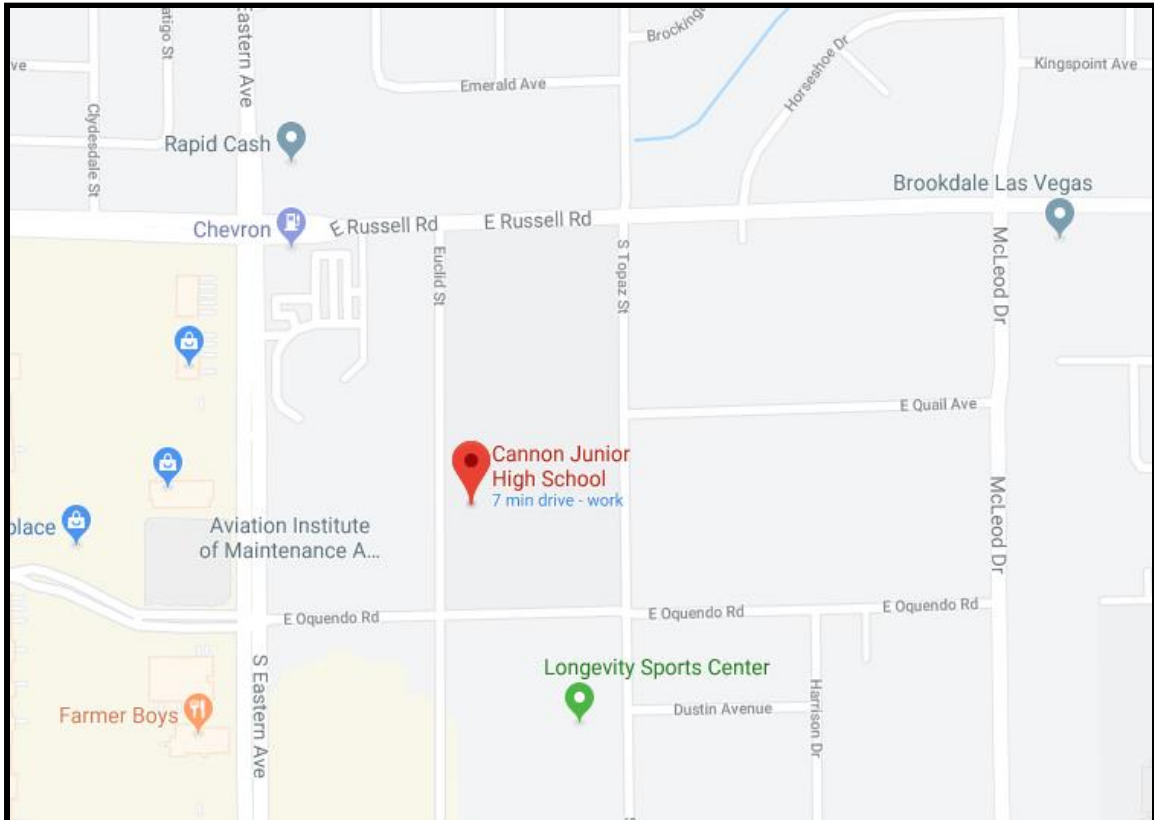 atigo St
Eastern Ave
Brocking
ve
Emerald Ave
Horseshoe Dr
Kingspoint Ave
Clydesdale St
Rapid Cash
Brookdale Las Vegas
Chevron
E Russell Rd
E Russell Rd
Euclid St
S Topaz St
McLeod Dr
E Quail Ave
Cannon Junior
High School
7 min drive - work
McLeod Dr
place
Aviation Institute
of Maintenance A...
E Oquendo Rd
E Oquendo Rd
E Oquendo Rd
S Eastern Ave
Longevity Sports Center
Farmer Boys
Dustin Avenue
Harrison Dr